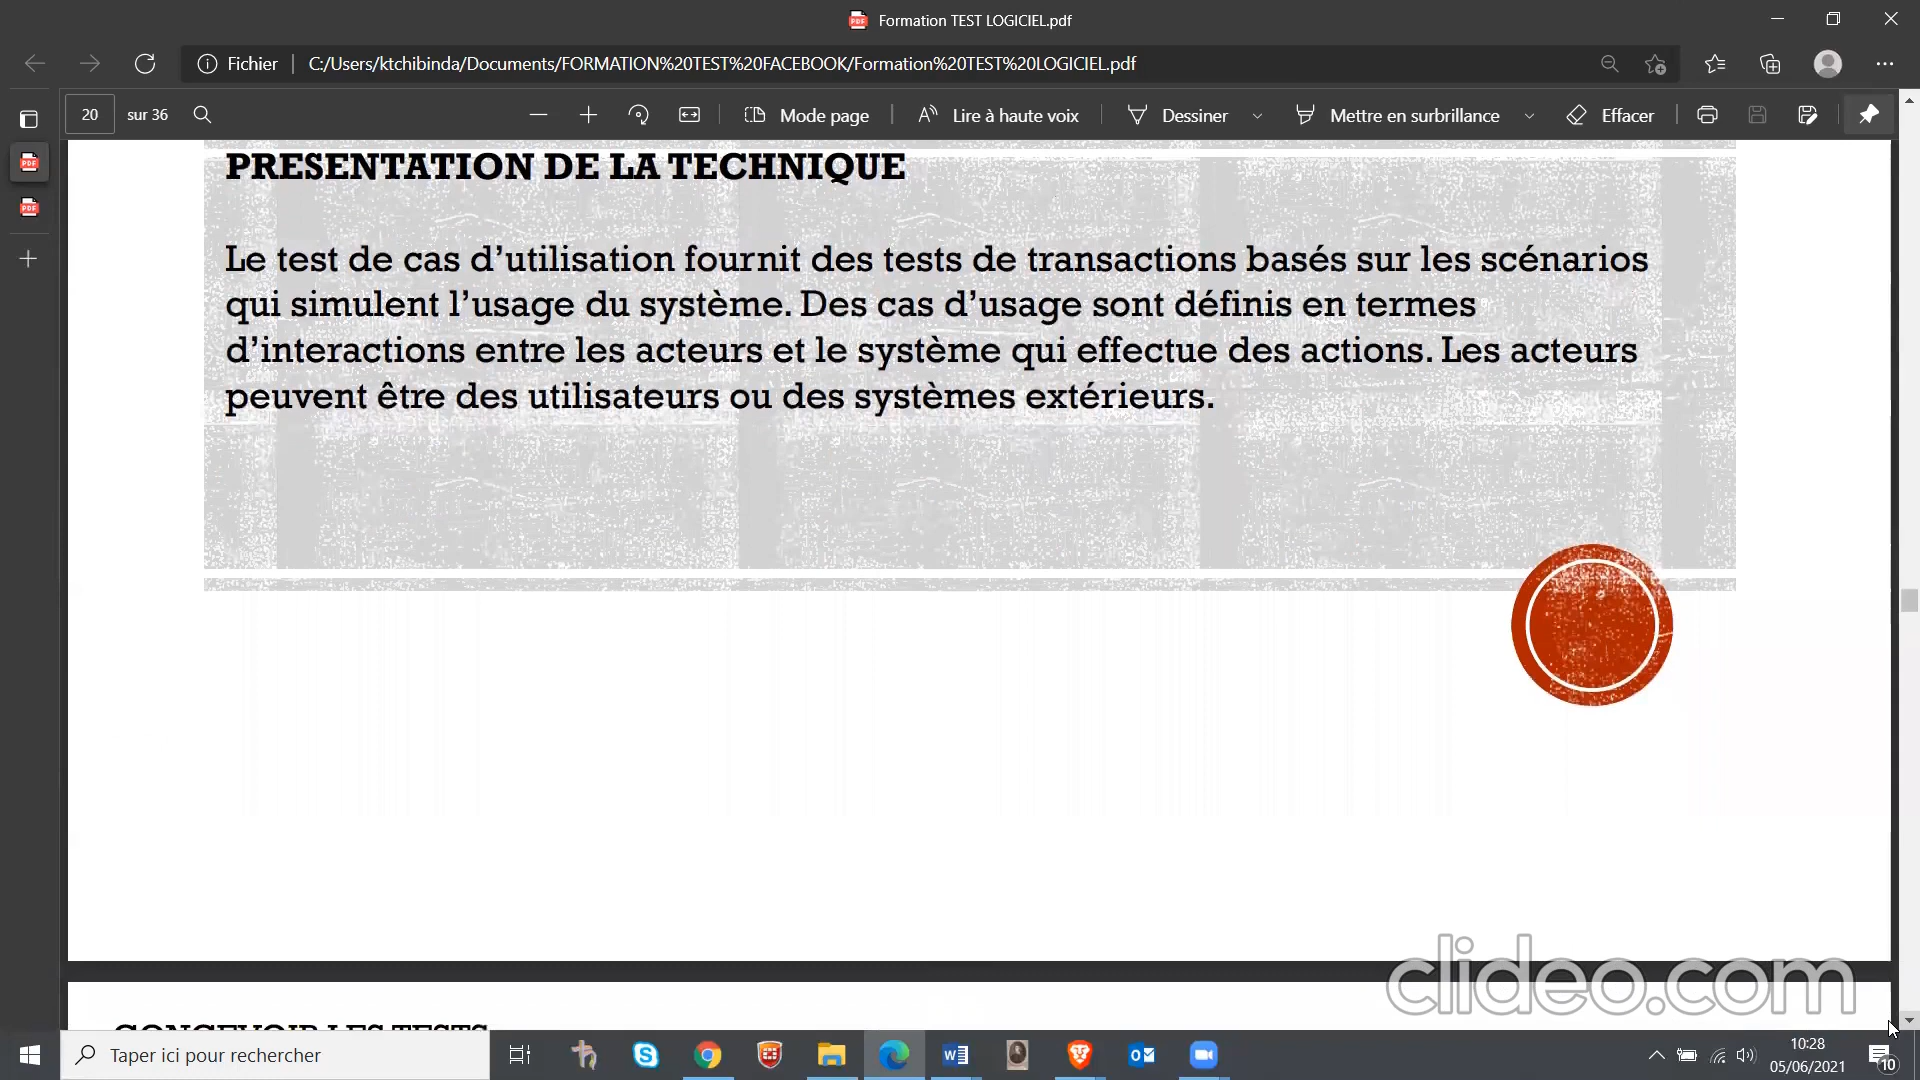 Formation TEST LOGICIEL.pdf
Fichier
C:/Users/ktchibinda/Documents/FORMATION%20TEST%20FACEBOOK/Formation%20TEST%20LOGICIEL.pdf
20 sur 36
Mode page
Lire à haute voix
Dessiner
Mettre en surbrillance
Effacer
PRESENTATION DE LA TECHNIQUE
Le test de cas d’utilisation fournit des tests de transactions basés sur les scénarios
qui simulent l’usage du système. Des cas d’usage sont définis en termes
d’interactions entre les acteurs et le système qui effectue des actions. Les acteurs
peuvent être des utilisateurs ou des systèmes extérieurs.
clideo.com
CONCEVOIR LES TESTS
Taper ici pour rechercher
10:28
05/06/2021
10